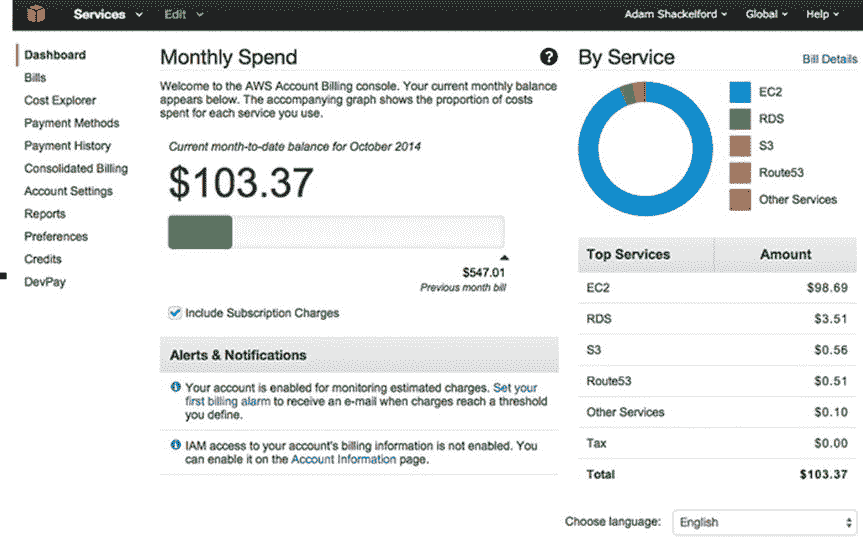 Services Edit Adam Shackelford Global Help
Dashboard
Bills
Cost Explorer
Payment Methods
Payment History
Consolidated Billing
Account Settings
Reports
Preferences
Credits
DevPay
Monthly Spend ?
Welcome to the AWS Account Billing console. Your current monthly balance
appears below. The accompanying graph shows the proportion of costs
spent for each service you use.
Current month-to-date balance for October 2014
$103.37
$547.01
Previous month bill
Include Subscription Charges
Alerts & Notifications
Your account is enabled for monitoring estimated charges. Set your
first billing alarm to receive an e-mail when charges reach a threshold
you define.
IAM access to your account's billing information is not enabled. You
can enable it on the Account Information page.
By Service Bill Details
EC2
RDS
S3
Route53
Other Services
Top Services Amount
EC2 $98.69
RDS $3.51
S3 $0.56
Route53 $0.51
Other Services $0.10
Tax $0.00
Total $103.37
Choose language: English